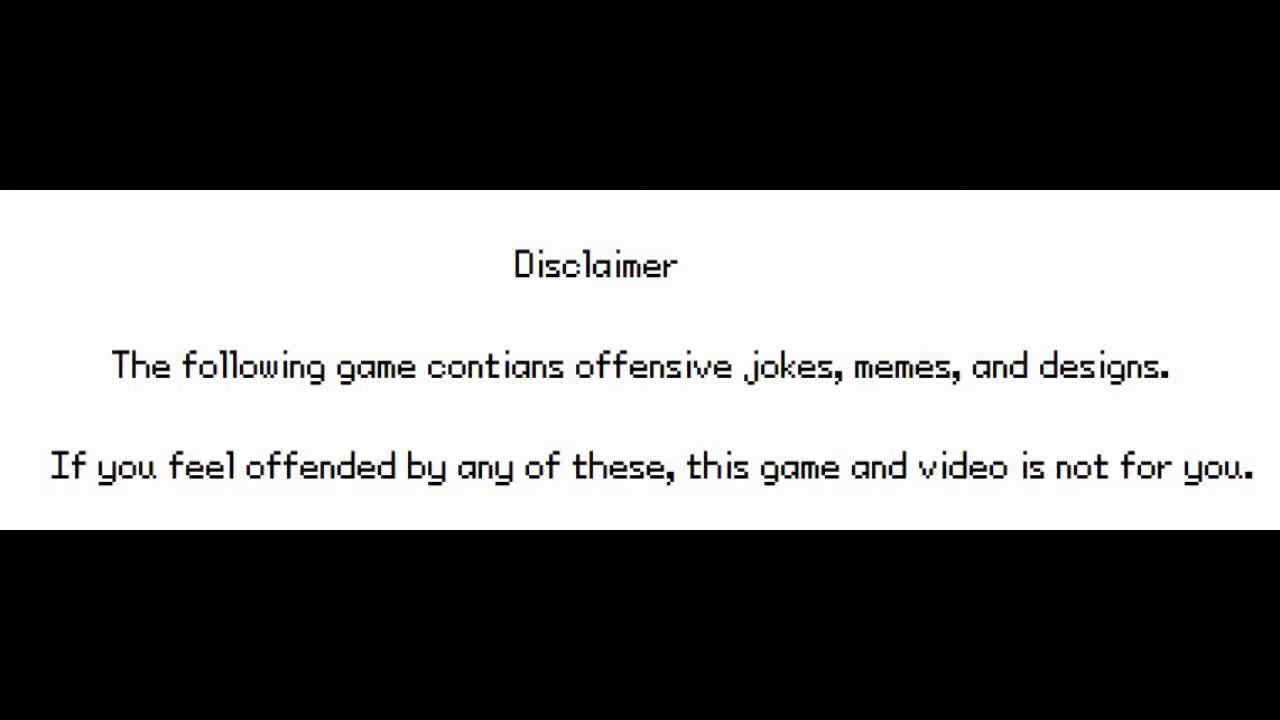 Disclaimer
The following game contians offensive jokes, memes, and designs.
If you feel offended by any of these, this game and video is not for you.